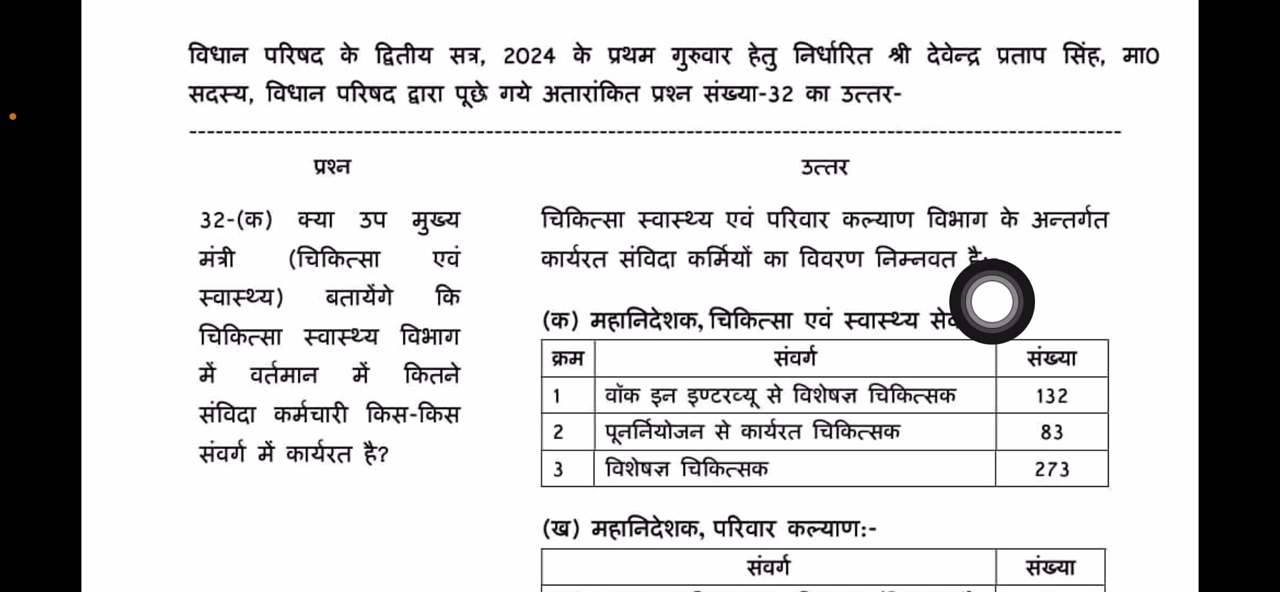 विधान परिषद के द्वितीय सत्र, 2024 के प्रथम गुरुवार हेतु निर्धारित श्री देवेन्द्र प्रताप सिंह, मा0
सदस्य, विधान परिषद द्वारा पूछे गये अतारांकित प्रश्न संख्या-32 का उत्तर-
प्रश्न
32-(क) क्या उप मुख्य
मंत्री (चिकित्सा एवं
स्वास्थ्य) बतायेंगे कि
चिकित्सा स्वास्थ्य विभाग
में वर्तमान में कितने
संविदा कर्मचारी किस-किस
संवर्ग में कार्यरत है?
उत्तर
चिकित्सा स्वास्थ्य एवं परिवार कल्याण विभाग के अन्तर्गत
कार्यरत संविदा कर्मियों का विवरण निम्नवत है:-
(क) महानिदेशक, चिकित्सा एवं स्वास्थ्य
क्रम संवर्ग संख्या
1 वॉक इन इण्टरव्यू से विशेषज्ञ चिकित्सक 132
2 पूनर्नियोजन से कार्यरत चिकित्सक 83
3 विशेषज्ञ चिकित्सक 273
(ख) महानिदेशक, परिवार कल्याण:-
संवर्ग संख्या